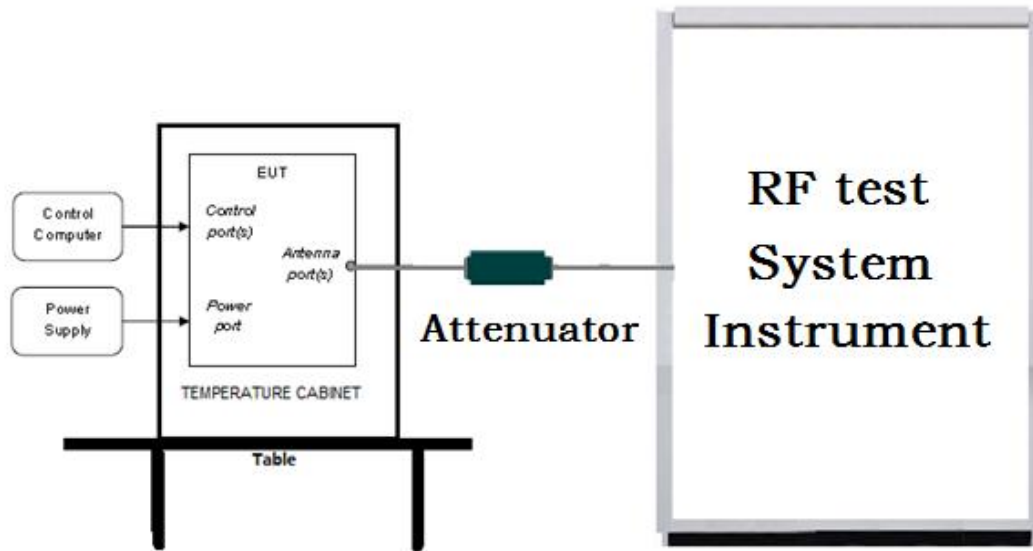 EUT
Control
Computer
Control
port(s)
Antenna
port(s)
Power
Supply
Power
port
TEMPERATURE CABINET
Table
Attenuator
RF test
System
Instrument